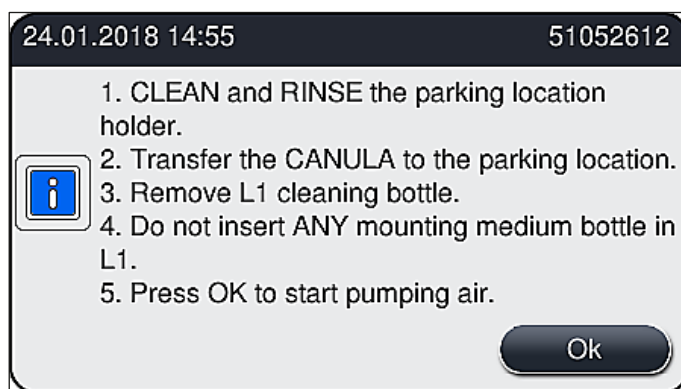 24.01.2018 14:55 51052612
1. CLEAN and RINSE the parking location
holder.
2. Transfer the CANULA to the parking location.
3. Remove L1 cleaning bottle.
4. Do not insert ANY mounting medium bottle in
L1.
5. Press OK to start pumping air.
Ok